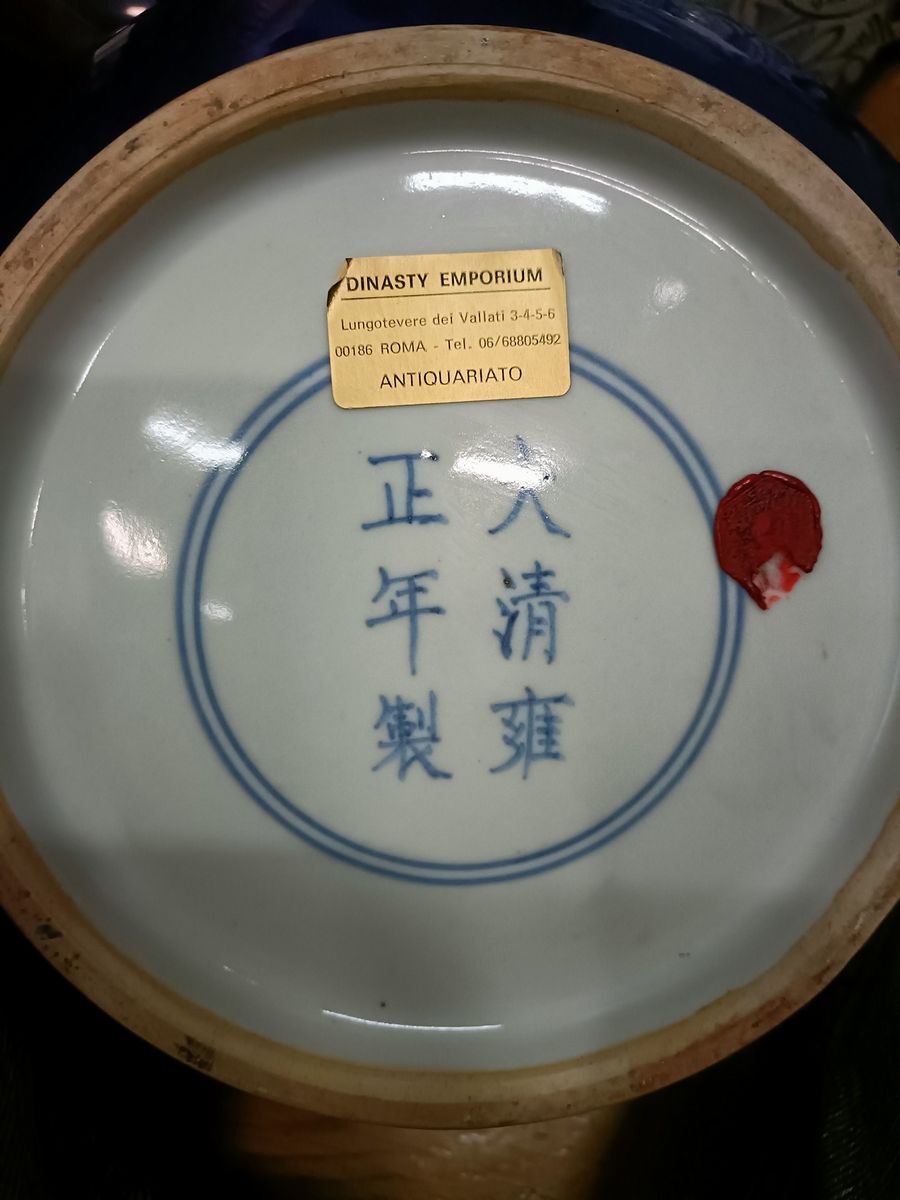 DINASTY EMPORIUM
Lungotevere dei Vallati 3-4-5-6
00186 ROMA - Tel. 06/68805492
ANTIQUARIATO
大清雍
正年製